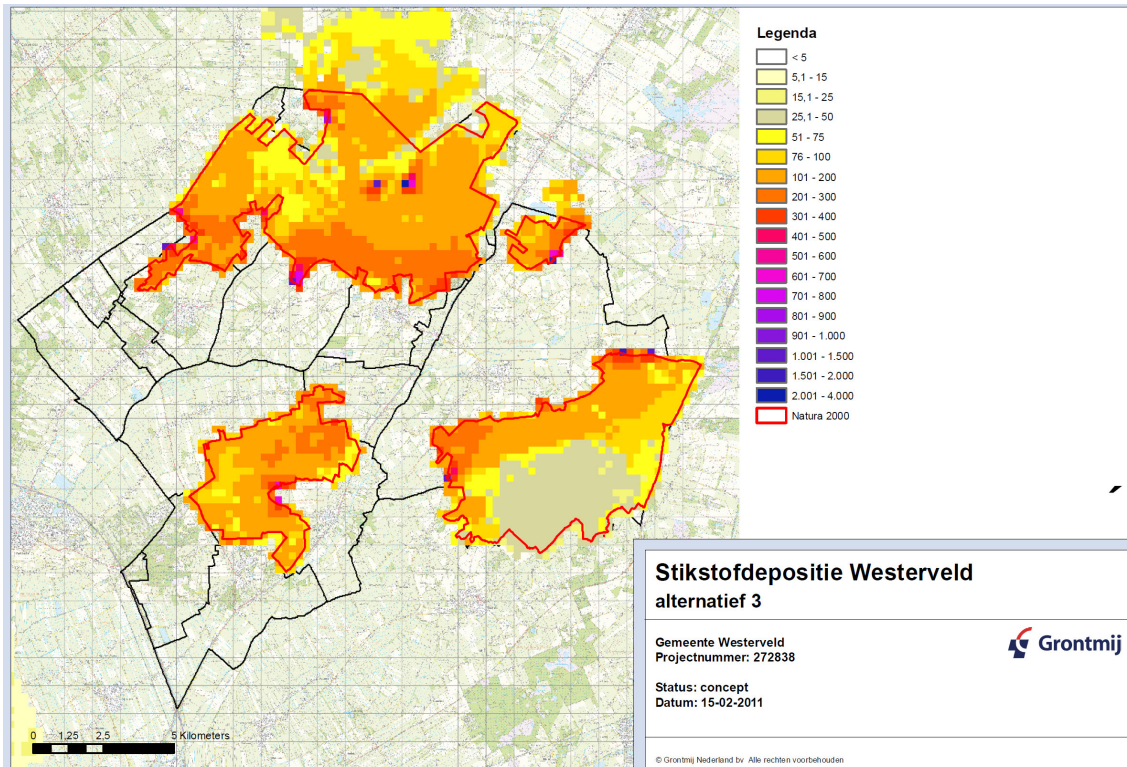 Legenda
< 5
5,1 - 15
15,1 - 25
25,1 - 50
51 - 75
76 - 100
101 - 200
201 - 300
301 - 400
401 - 500
501 - 600
601 - 700
701 - 800
801 - 900
901 - 1.000
1.001 - 1.500
1.501 - 2.000
2.001 - 4.000
Natura 2000
0 1,25 2,5 5 Kilometers
Stikstofdepositie Westerveld
alternatief 3
Gemeente Westerveld
Projectnummer: 272838
Grontmij
Status: concept
Datum: 15-02-2011
© Grontmij Nederland bv Alle rechten voorbehouden